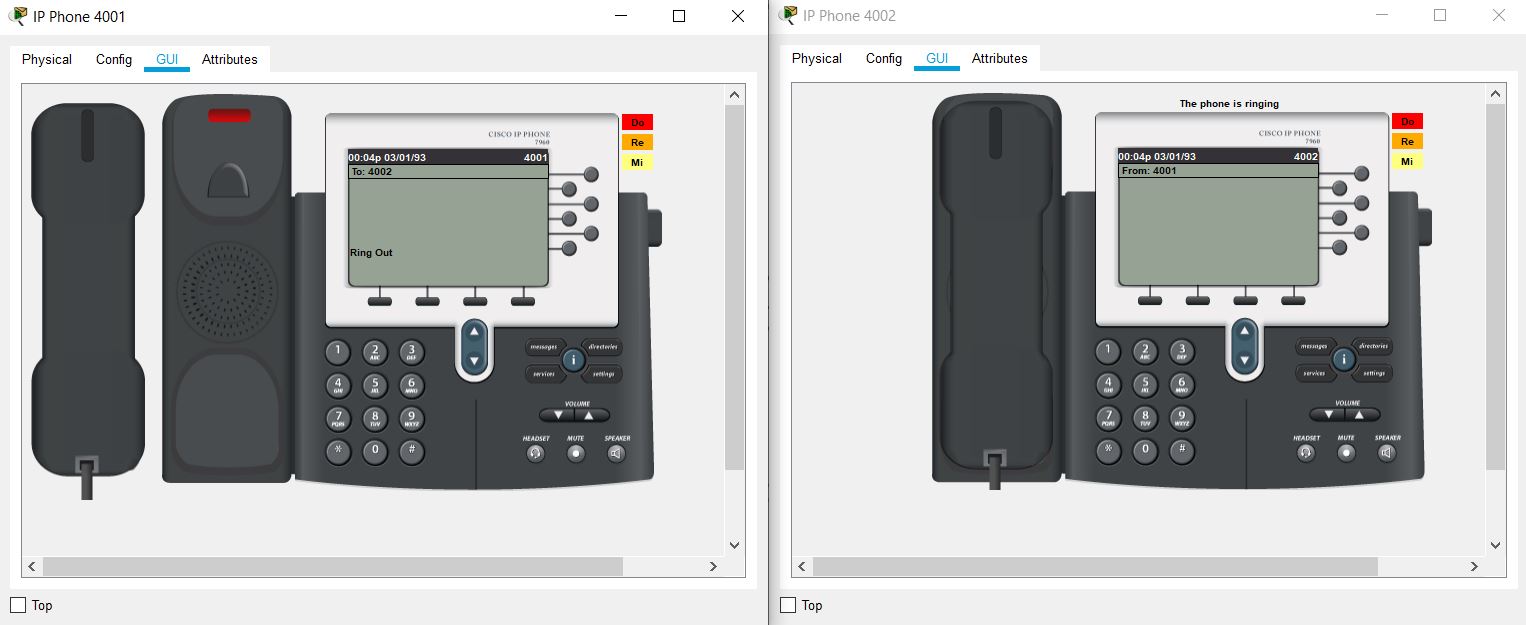 IP Phone 4001
Physical Config GUI Attributes
CISCO IP PHONE
7960
00:04p 03/01/93 4001
To: 4002
Ring Out
Do
Re
Mi
1 2 ABC 3 DEF
4 GHI 5 JKL 6 MNO
7 PQRS 8 TUV 9 WXYZ
* 0 #
messages directories
i
services settings
VOLUME
HEADSET MUTE SPEAKER
Top
IP Phone 4002
Physical Config GUI Attributes
The phone is ringing
CISCO IP PHONE
7960
00:04p 03/01/93 4002
From: 4001
Do
Re
Mi
1 2 ABC 3 DEF
4 GHI 5 JKL 6 MNO
7 PQRS 8 TUV 9 WXYZ
* 0 #
messages directories
i
services settings
VOLUME
HEADSET MUTE SPEAKER
Top